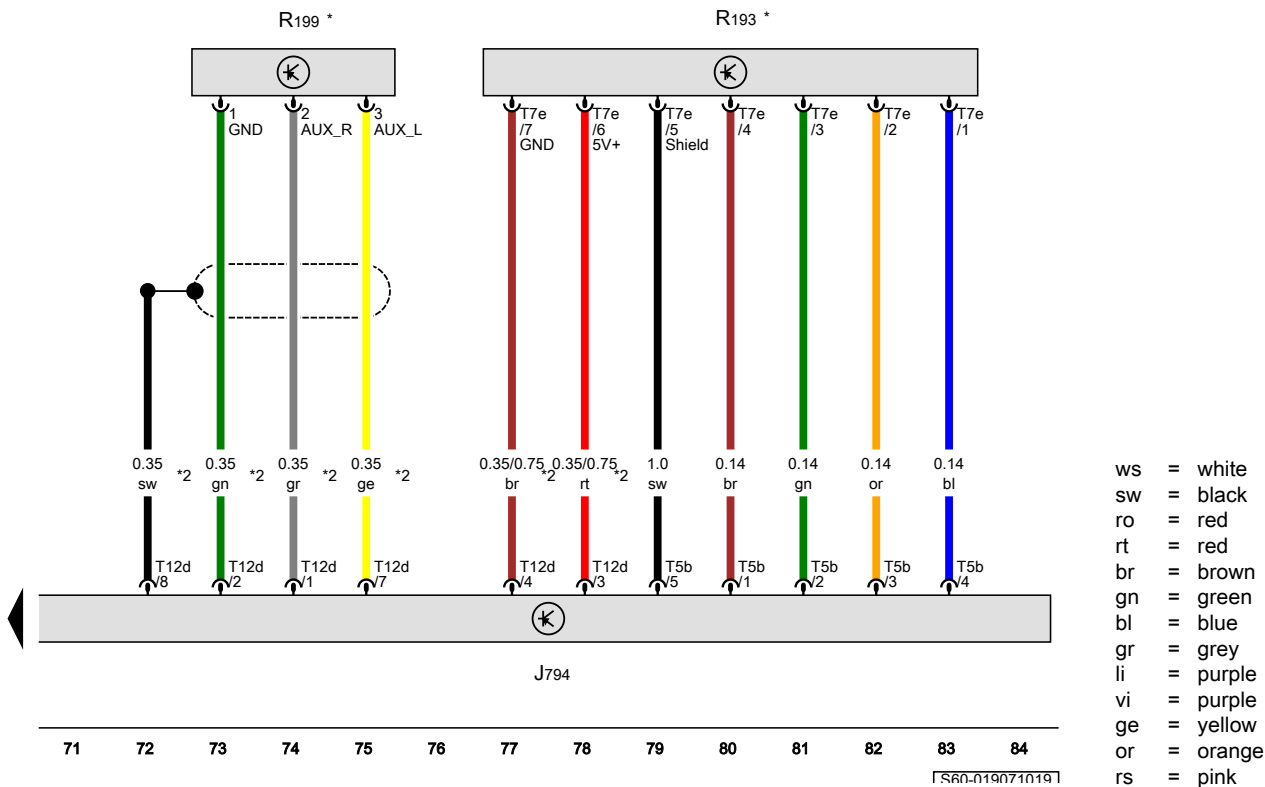 R199 *
R193 *
1
GND
2
AUX_R
3
AUX_L
T7e
/7
GND
T7e
/6
5V+
T7e
/5
Shield
T7e
/4
T7e
/3
T7e
/2
T7e
/1
0.35
sw
*2
0.35
gn
*2
0.35
gr
*2
0.35
ge
*2
0.35/0.75
br
*2
0.35/0.75
rt
*2
1.0
sw
0.14
br
0.14
gn
0.14
or
0.14
bl
T12d
/8
T12d
/2
T12d
/1
T12d
/7
T12d
/4
T12d
/3
T5b
/5
T5b
/1
T5b
/2
T5b
/3
T5b
/4
J794
71 72 73 74 75 76 77 78 79 80 81 82 83 84
S60-019071019
ws = white
sw = black
ro = red
rt = red
br = brown
gn = green
bl = blue
gr = grey
li = purple
vi = purple
ge = yellow
or = orange
rs = pink